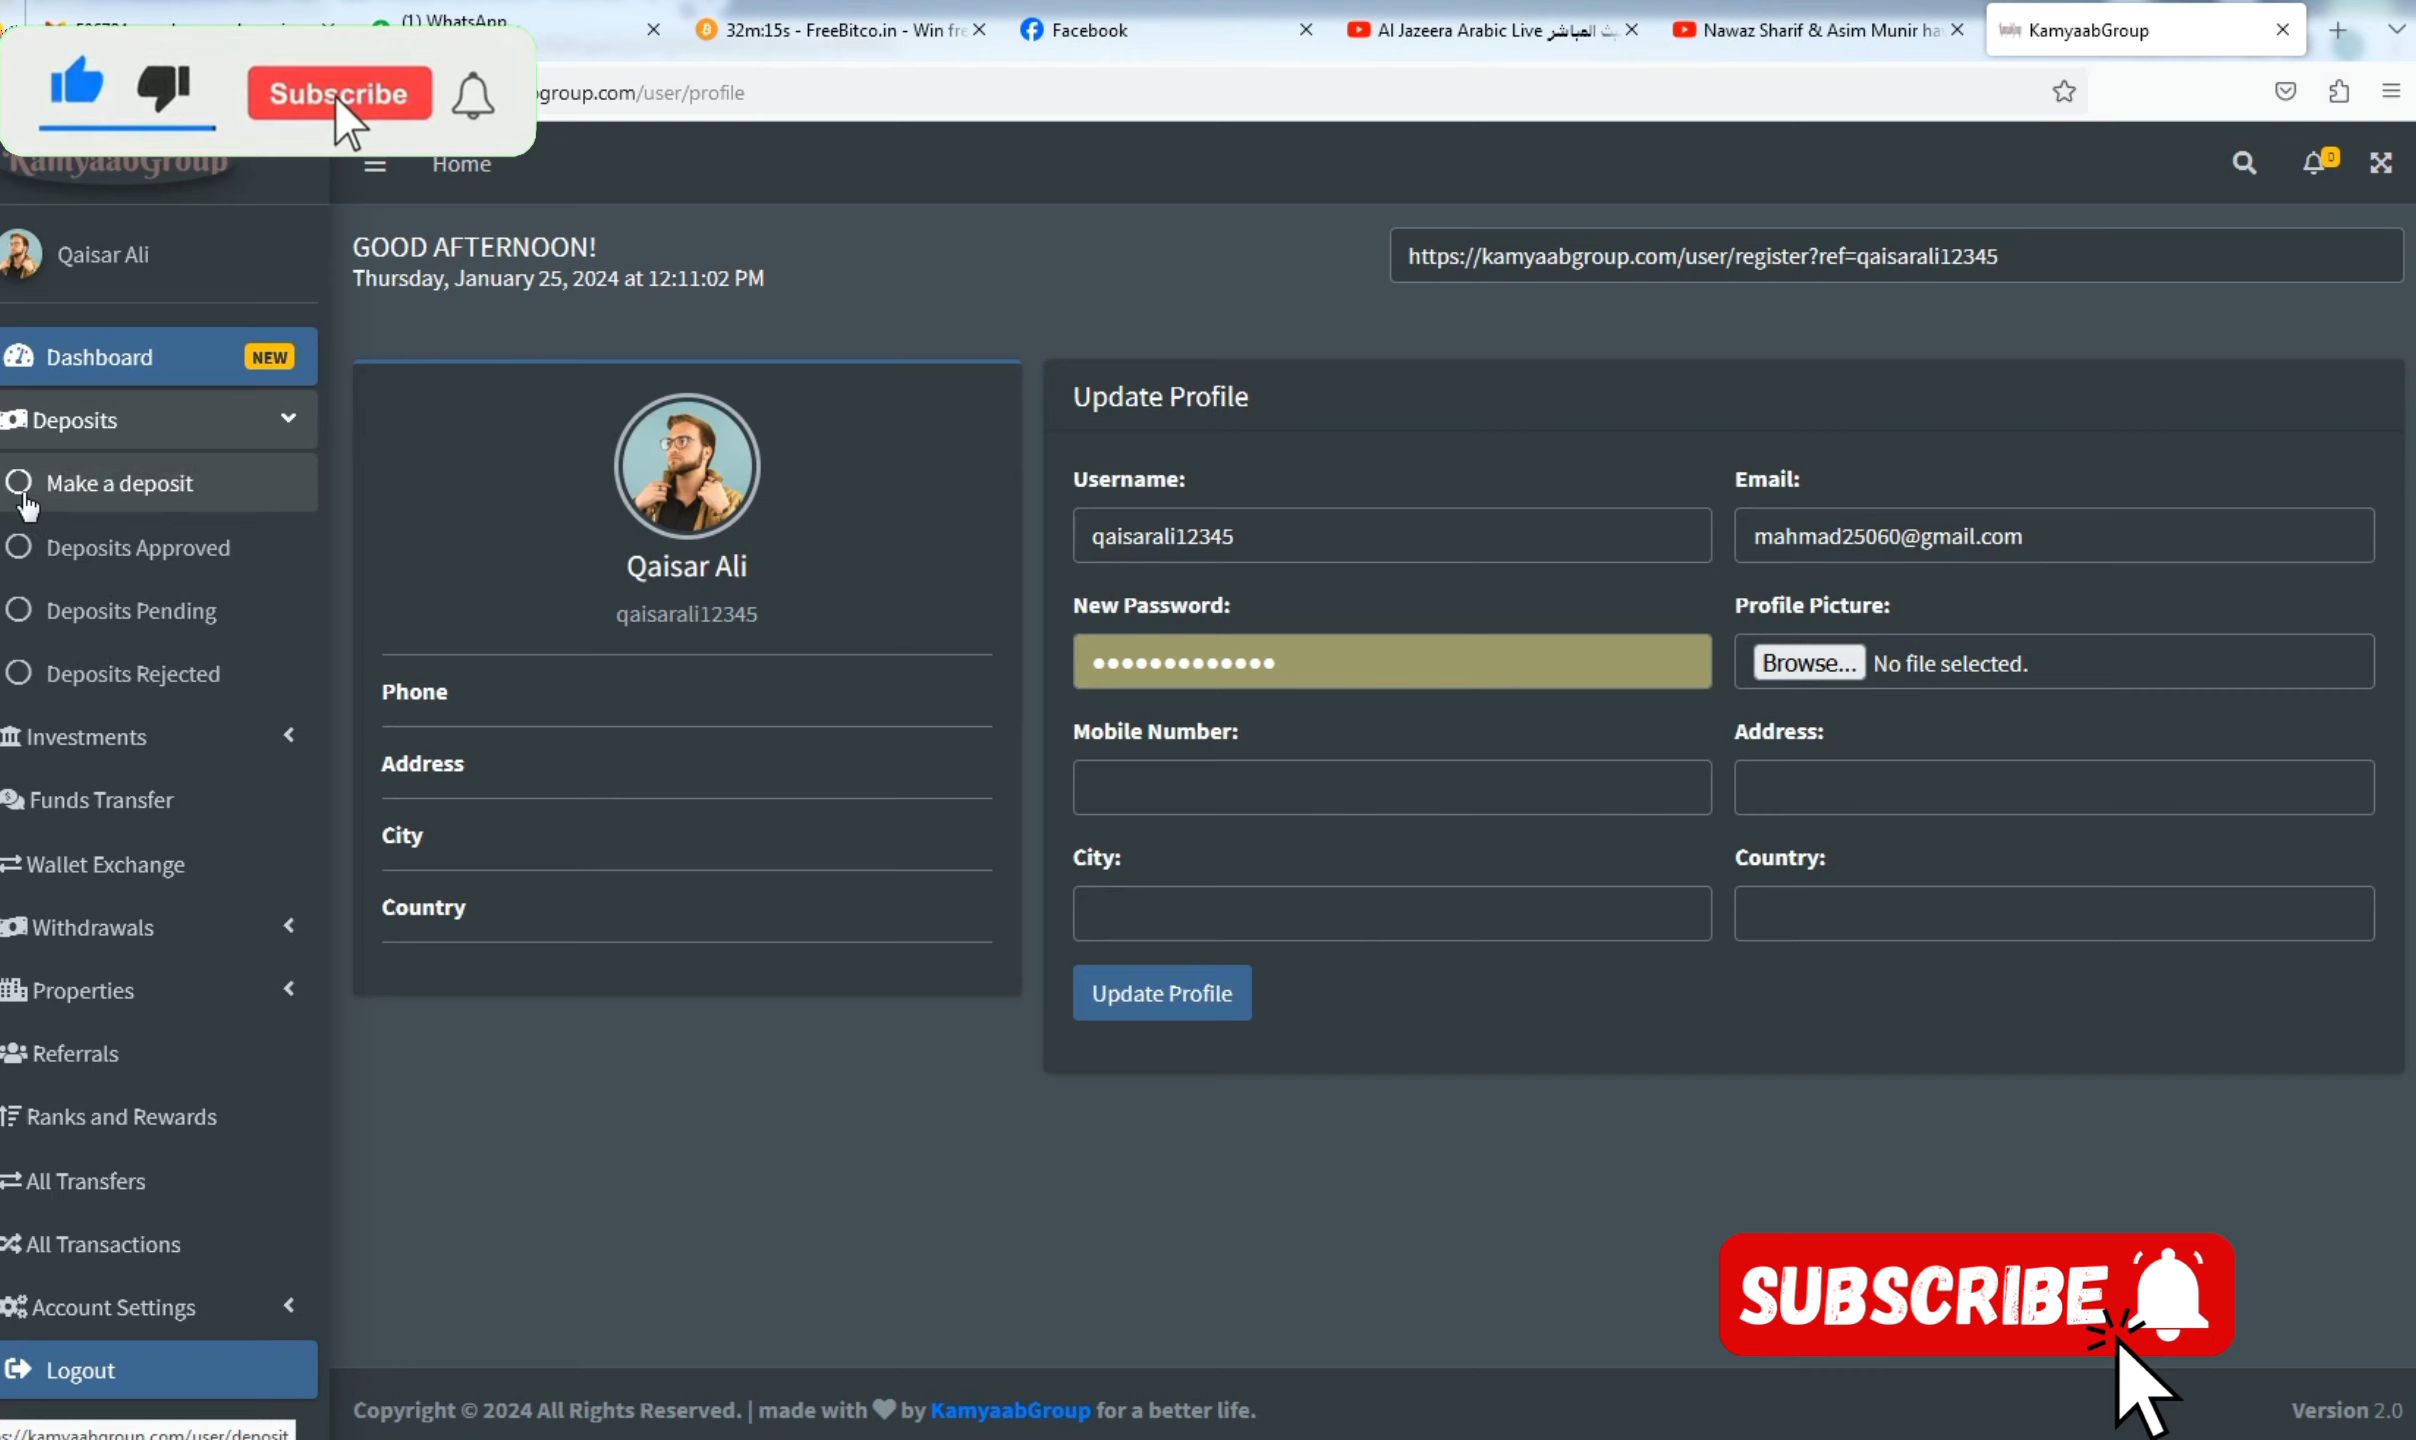 (1) WhatsApp
32m:15s - FreeBitco.in - Win fre
Facebook
Al Jazeera Arabic Live
Nawaz Sharif & Asim Munir ha
KamyaabGroup
Subscribe
group.com/user/profile
KamyaabGroup
Home
0
Qaisar Ali
GOOD AFTERNOON!
Thursday, January 25, 2024 at 12:11:02 PM
https://kamyaabgroup.com/user/register?ref=qaisarali12345
Dashboard
NEW
Deposits
Make a deposit
Deposits Approved
Deposits Pending
Deposits Rejected
Investments
Funds Transfer
Wallet Exchange
Withdrawals
Properties
Referrals
Ranks and Rewards
All Transfers
All Transactions
Account Settings
Logout
Qaisar Ali
qaisarali12345
Phone
Address
City
Country
Update Profile
Username:
Email:
qaisarali12345
mahmad25060@gmail.com
New Password:
Profile Picture:
Browse... No file selected.
Mobile Number:
Address:
City:
Country:
Update Profile
SUBSCRIBE
Copyright © 2024 All Rights Reserved. | made with ♥ by KamyaabGroup for a better life.
Version 2.0
s://kamyaabgroup.com/user/deposit